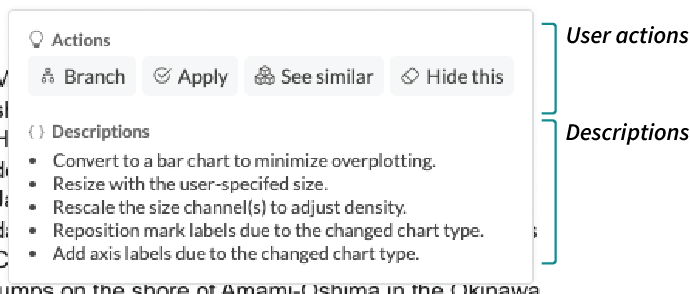 Actions
User actions
Branch Apply See similar Hide this
Descriptions
Descriptions
Convert to a bar chart to minimize overplotting.
Resize with the user-specifed size.
Rescale the size channel(s) to adjust density.
Reposition mark labels due to the changed chart type.
Add axis labels due to the changed chart type.
on the shore of Amami-Oshima in the Okinawa